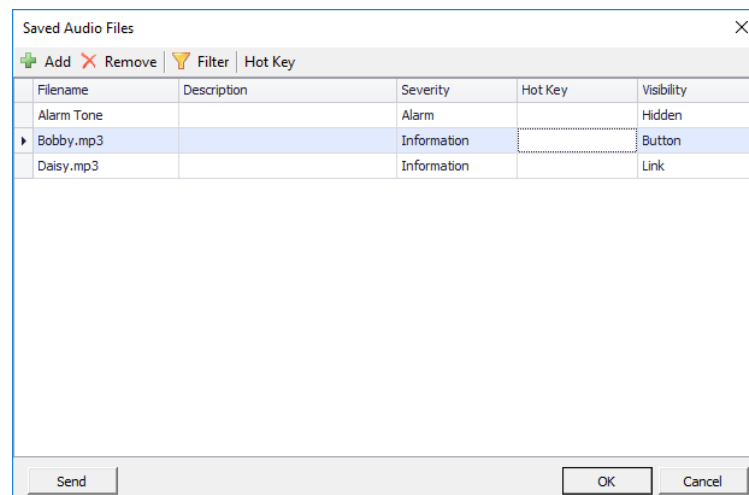 Saved Audio Files
Add Remove Filter Hot Key
Filename Description Severity Hot Key Visibility
Alarm Tone Alarm Hidden
Bobby.mp3 Information Button
Daisy.mp3 Information Link
Send OK Cancel